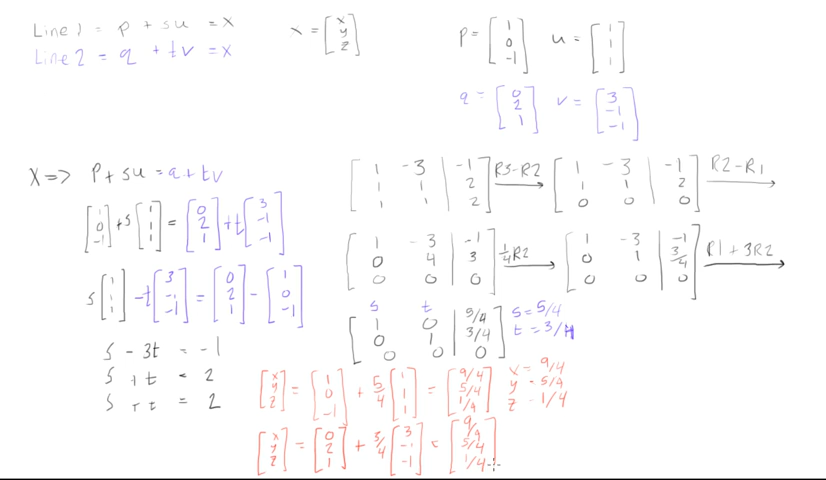 Line 1 = p + su = x
Line 2 = q + tv = x
x = [x y z]
p = [1 0 -1] u = [1 1 1]
q = [0 2 1] v = [3 -1 -1]
x => p + su = q + tv
[1 0 -1] + s[1 1 1] = [0 2 1] + t[3 -1 -1]
s[1 1 1] - t[3 -1 -1] = [0 2 1] - [1 0 -1]
s - 3t = -1
s + t = 2
s + t = 2
[1 -3 | -1 R3-R2 [1 -3 | -1 R2-R1
1 1 | 2 1 1 | 2
1 1 | 2] 0 0 | 0]
[1 -3 | -1 1/4 R2 [1 -3 | -1 R1+3R2
0 4 | 3 0 1 | 3/4
0 0 | 0] 0 0 | 0]
s t
[1 0 | 5/4 s = 5/4
0 1 | 3/4 t = 3/4
0 0 | 0]
[x y z] = [1 0 -1] + 5/4 [1 1 1] = [9/4 5/4 1/4]
x = 9/4
y = 5/4
z = 1/4
[x y z] = [0 2 1] + 3/4 [3 -1 -1] = [9/4 5/4 1/4]